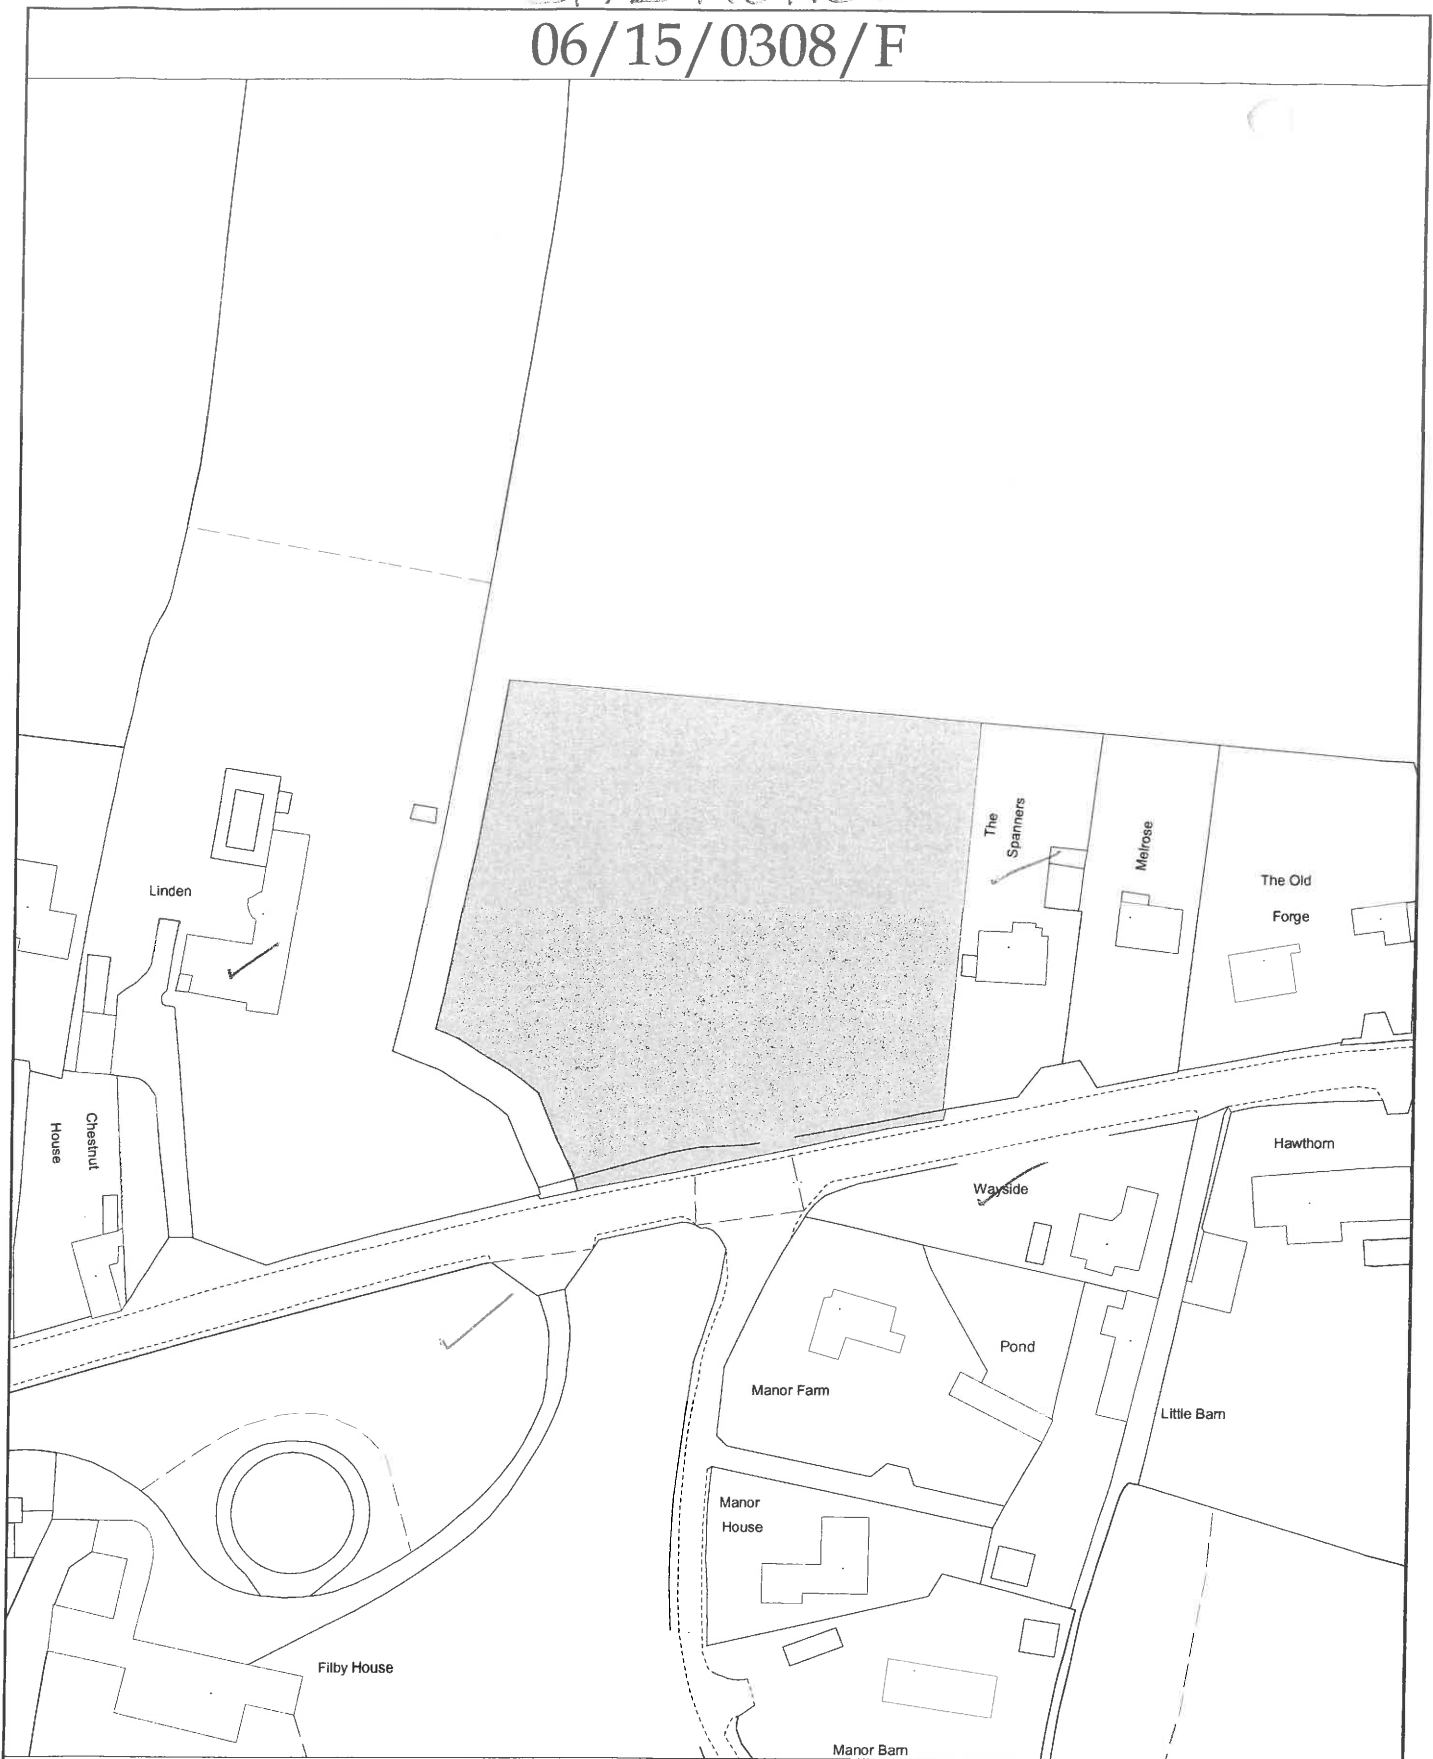 06/15/0308/F
The
Spanners
Melrose
The Old
Forge
Linden
Chestnut
House
Hawthorn
Wayside
Pond
Manor Farm
Little Barn
Manor
House
Filby House
Manor Barn